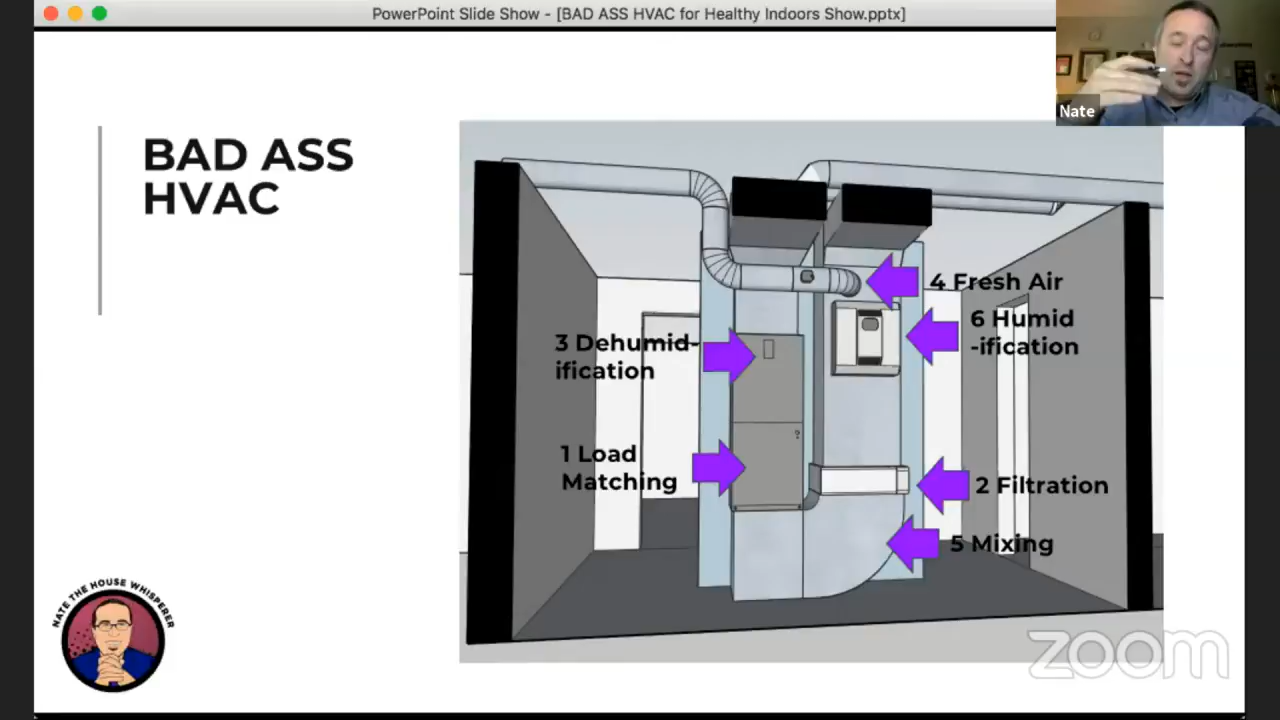 PowerPoint Slide Show - [BAD ASS HVAC for Healthy Indoors Show.pptx]
Nate
BAD ASS
HVAC
4 Fresh Air
6 Humid
-ification
3 Dehumid-
ification
1 Load
Matching
2 Filtration
5 Mixing
NATE THE HOUSE WHISPERER
zoom